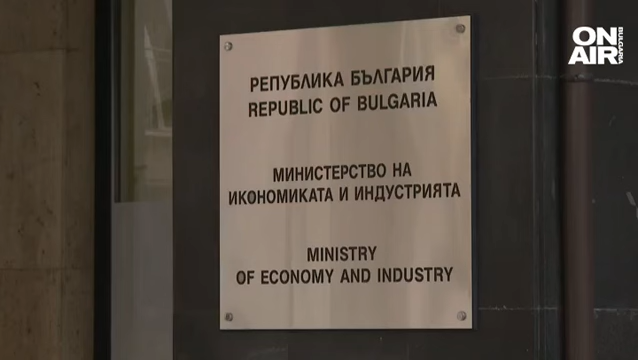 РЕПУБЛИКА БЪЛГАРИЯ
REPUBLIC OF BULGARIA
МИНИСТЕРСТВО НА
ИКОНОМИКАТА И ИНДУСТРИЯТА
MINISTRY
OF ECONOMY AND INDUSTRY
ON
AIR
BULGARIA